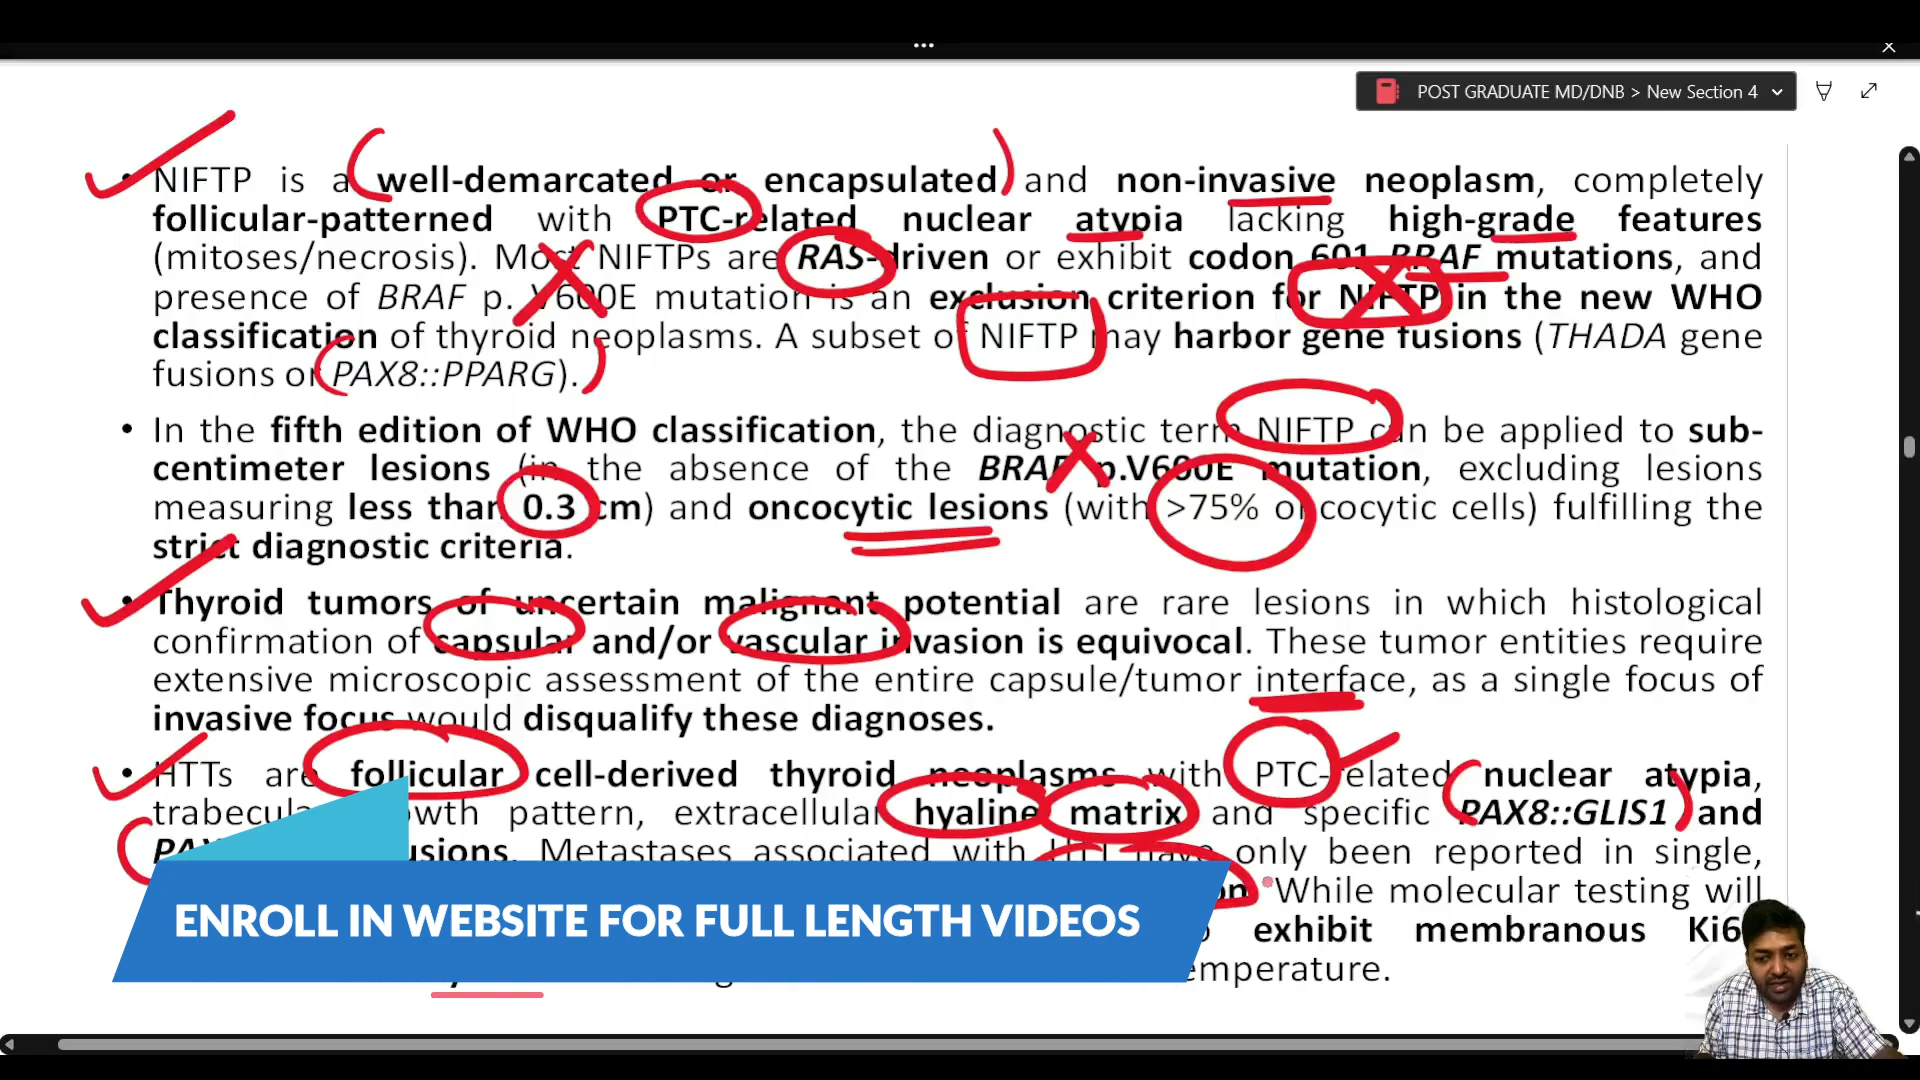 POST GRADUATE MD/DNB > New Section 4
• NIFTP is a well-demarcated or encapsulated and non-invasive neoplasm, completely
follicular-patterned with PTC-related nuclear atypia lacking high-grade features
(mitoses/necrosis). Most NIFTPs are RAS-driven or exhibit codon 601 BRAF mutations, and
presence of BRAF p. V600E mutation is an exclusion criterion for NIFTP in the new WHO
classification of thyroid neoplasms. A subset of NIFTP may harbor gene fusions (THADA gene
fusions or PAX8::PPARG).
• In the fifth edition of WHO classification, the diagnostic term NIFTP can be applied to sub-
centimeter lesions (in the absence of the BRAF p.V600E mutation, excluding lesions
measuring less than 0.3 cm) and oncocytic lesions (with >75% oncocytic cells) fulfilling the
strict diagnostic criteria.
• Thyroid tumors of uncertain malignant potential are rare lesions in which histological
confirmation of capsular and/or vascular invasion is equivocal. These tumor entities require
extensive microscopic assessment of the entire capsule/tumor interface, as a single focus of
invasive focus would disqualify these diagnoses.
• HTTs are follicular cell-derived thyroid neoplasms with PTC-related nuclear atypia,
trabecular growth pattern, extracellular hyaline matrix and specific PAX8::GLIS1 and
fusions. Metastases associated with HTT have only been reported in single,
While molecular testing will
exhibit membranous
temperature.
ENROLL IN WEBSITE FOR FULL LENGTH VIDEOS